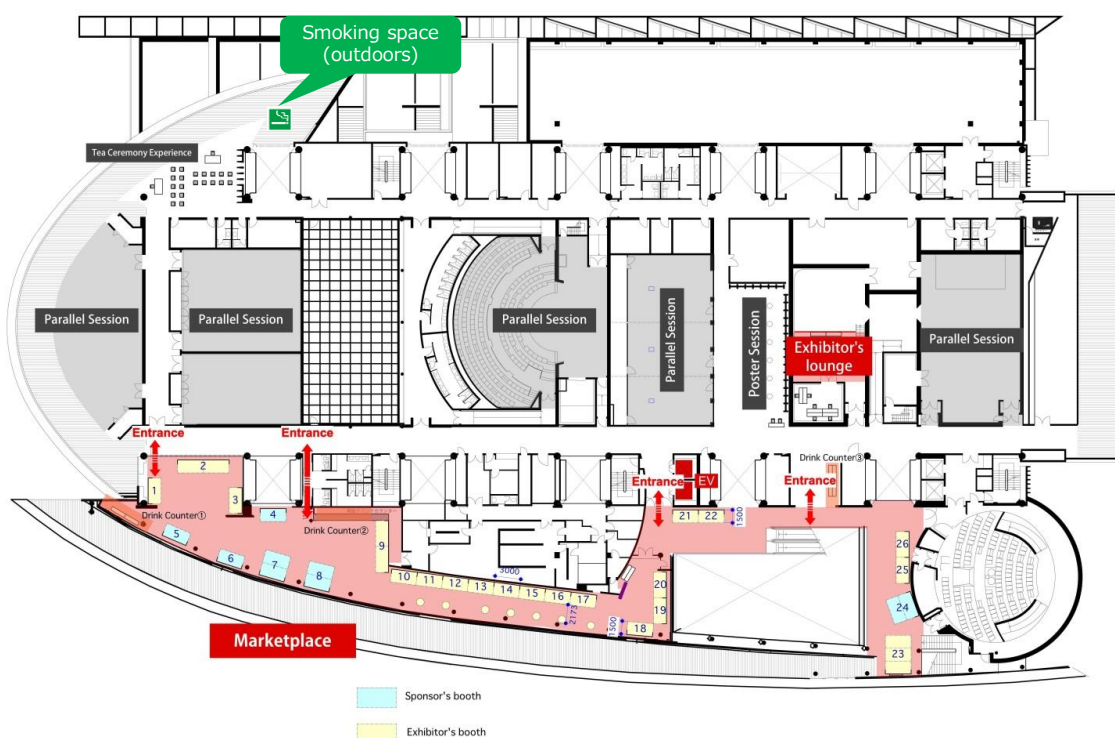 Smoking space
(outdoors)
Tea Ceremony Experience
Parallel Session
Parallel Session
Parallel Session
Parallel Session
Poster Session
Exhibitor's
lounge
Parallel Session
Entrance
Entrance
Drink Counter③
EV
Entrance
Entrance
1
2
3
4
5
6
7
8
9
10
11
12
13
14
15
16
17
18
19
20
21
22
23
24
25
26
1500
3000
2173
1500
Drink Counter①
Drink Counter②
Marketplace
Sponsor's booth
Exhibitor's booth